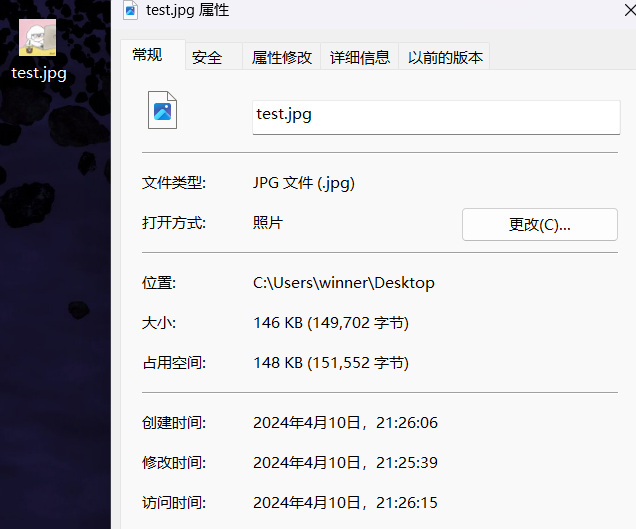 test.jpg
test.jpg 属性
常规 安全 属性修改 详细信息 以前的版本
test.jpg
文件类型: JPG 文件 (.jpg)
打开方式: 照片 更改(C)...
位置: C:\Users\winner\Desktop
大小: 146 KB (149,702 字节)
占用空间: 148 KB (151,552 字节)
创建时间: 2024年4月10日，21:26:06
修改时间: 2024年4月10日，21:25:39
访问时间: 2024年4月10日，21:26:15